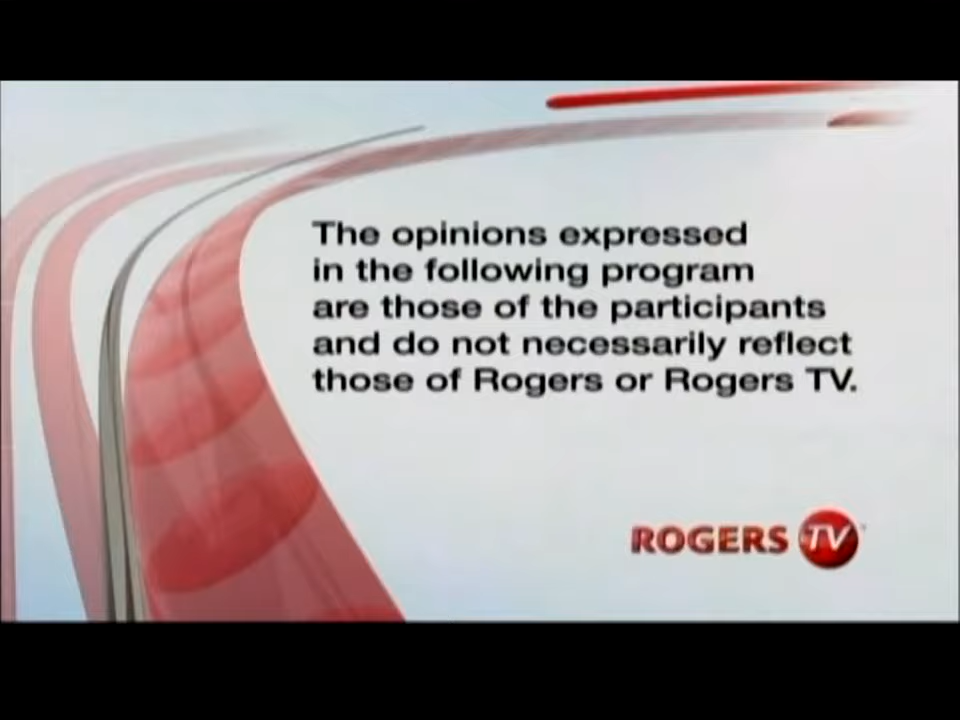 The opinions expressed
in the following program
are those of the participants
and do not necessarily reflect
those of Rogers or Rogers TV.
ROGERS TV